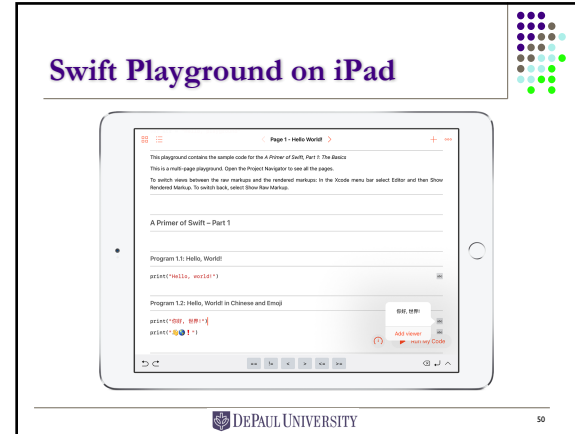 Swift Playground on iPad
Page 1 - Hello World!
This playground contains the sample code for the A Primer of Swift, Part 1: The Basics
This is a multi-page playground. Open the Project Navigator to see all the pages.
To switch views between the raw markups and the rendered markups: In the Xcode menu bar select Editor and then Show
Rendered Markup. To switch back, select Show Raw Markup.
A Primer of Swift – Part 1
Program 1.1: Hello, World!
print("Hello, world!")
Program 1.2: Hello, World! in Chinese and Emoji
你好, 世界!
print("你好, 世界!")
Add viewer
print("👋🌏❗")
Run My Code
== != < > <= >=
DEPAUL UNIVERSITY
50